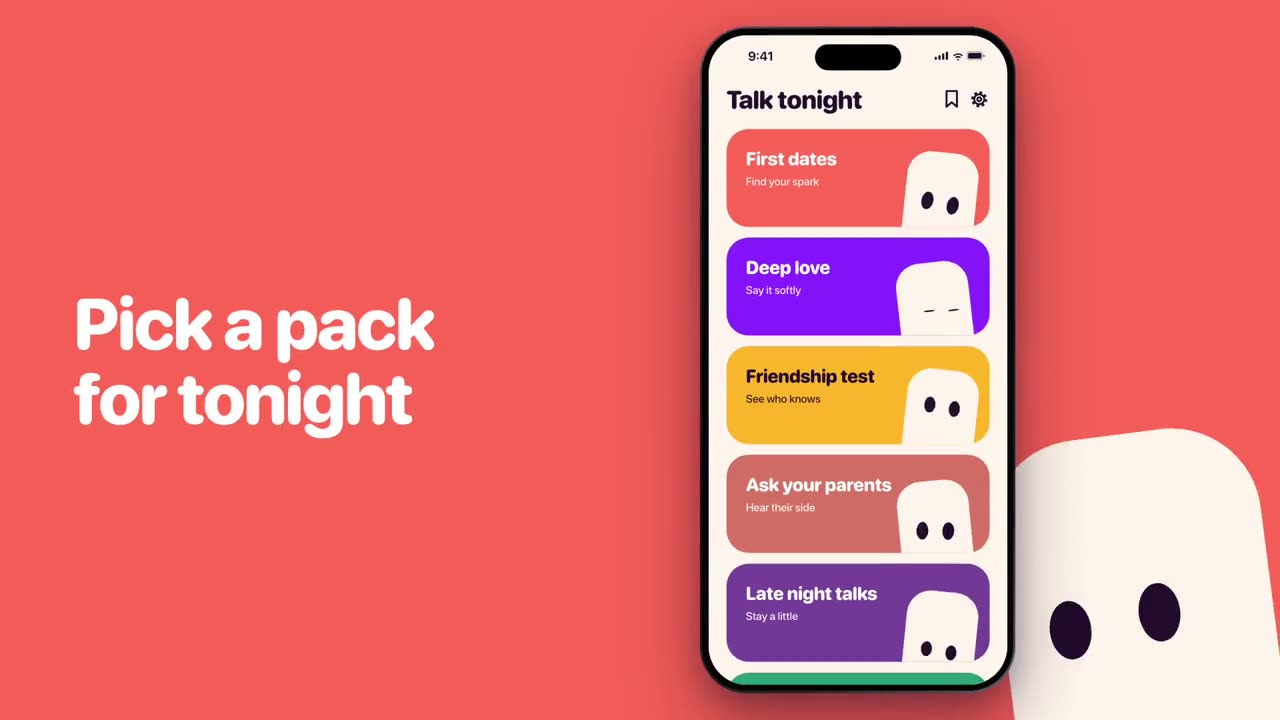 Pick a pack
for tonight
9:41
Talk tonight
First dates
Find your spark
Deep love
Say it softly
Friendship test
See who knows
Ask your parents
Hear their side
Late night talks
Stay a little